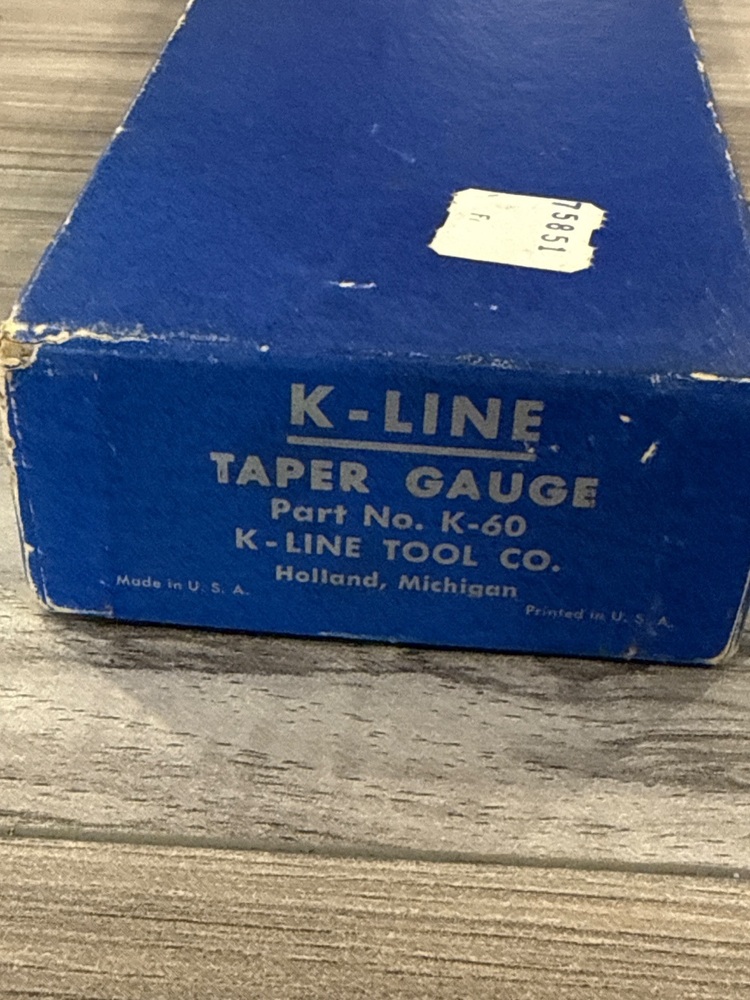 75851
K-LINE
TAPER GAUGE
Part No. K-60
K-LINE TOOL CO.
Holland, Michigan
Made in U. S. A.
Printed in U. S. A.